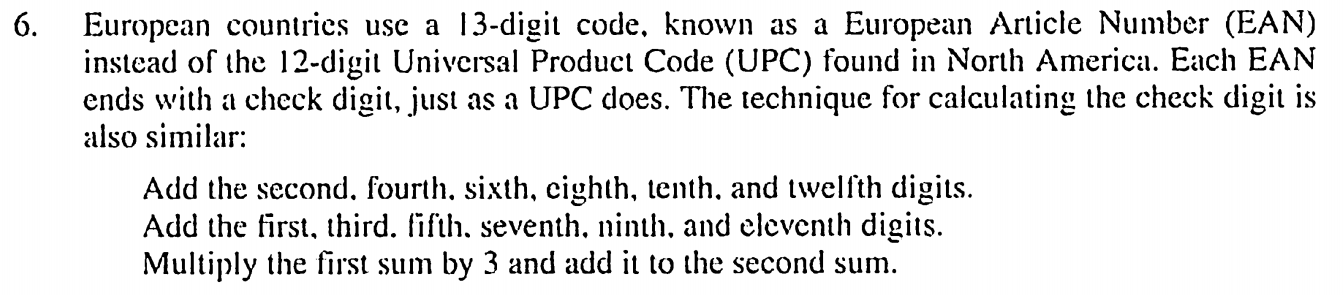 6. European countries use a 13-digit code, known as a European Article Number (EAN)
instead of the 12-digit Universal Product Code (UPC) found in North America. Each EAN
ends with a check digit, just as a UPC does. The technique for calculating the check digit is
also similar:
Add the second, fourth, sixth, eighth, tenth, and twelfth digits.
Add the first, third, fifth, seventh, ninth, and eleventh digits.
Multiply the first sum by 3 and add it to the second sum.